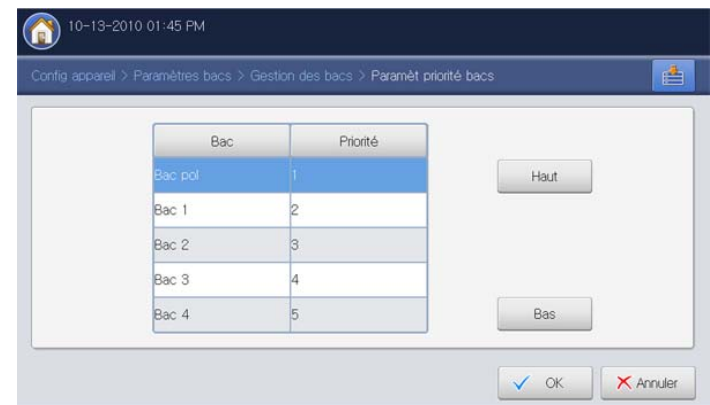 10-13-2010 01:45 PM
Config appareil > Paramètres bacs > Gestion des bacs > Paramèt priorité bacs
Bac Priorité
Bac pol 1
Haut
Bac 1 2
Bac 2 3
Bac 3 4
Bac 4 5
Bas
OK Annuler